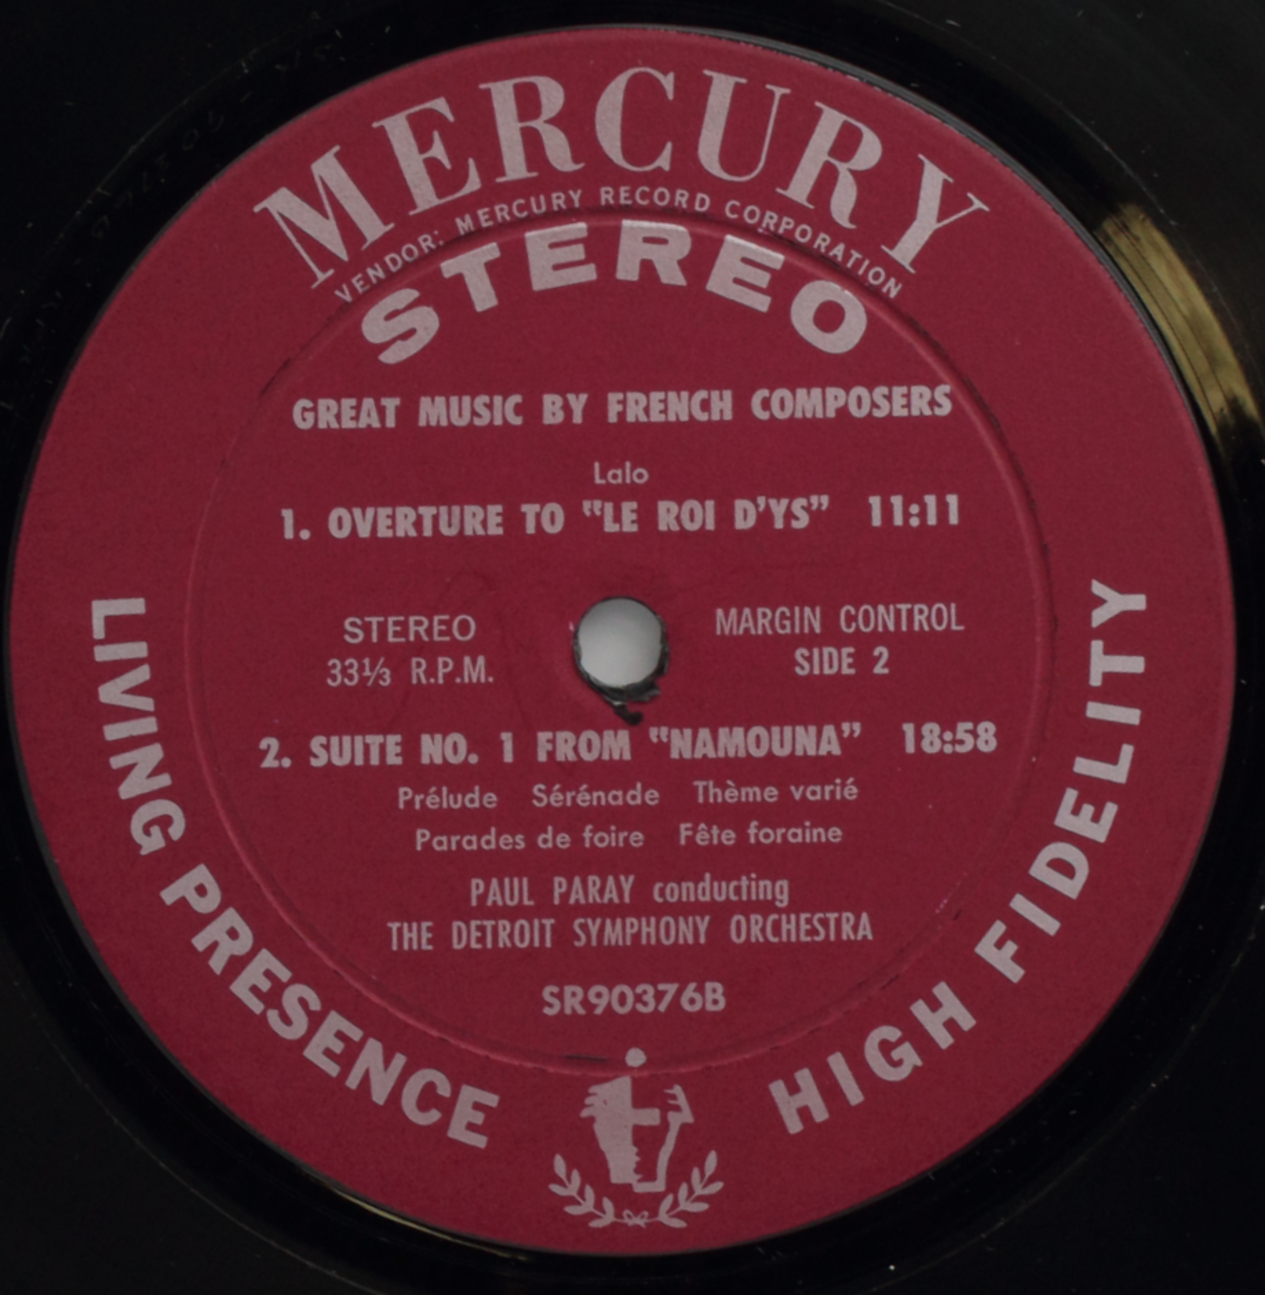 MERCURY
VENDOR: MERCURY RECORD CORPORATION
STEREO
GREAT MUSIC BY FRENCH COMPOSERS
Lalo
1. OVERTURE TO "LE ROI D'YS" 11:11
STEREO
33⅓ R.P.M.
MARGIN CONTROL
SIDE 2
2. SUITE NO. 1 FROM "NAMOUNA" 18:58
Prélude Sérénade Thème varié
Parades de foire Fête foraine
PAUL PARAY conducting
THE DETROIT SYMPHONY ORCHESTRA
SR90376B
LIVING PRESENCE
HIGH FIDELITY